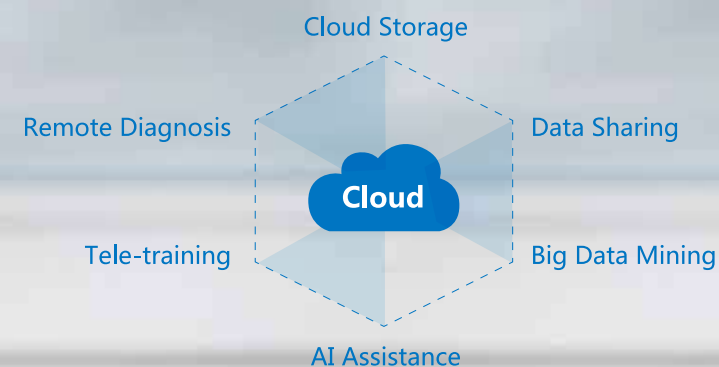 Cloud Storage
Remote Diagnosis
Data Sharing
Cloud
Tele-training
Big Data Mining
AI Assistance